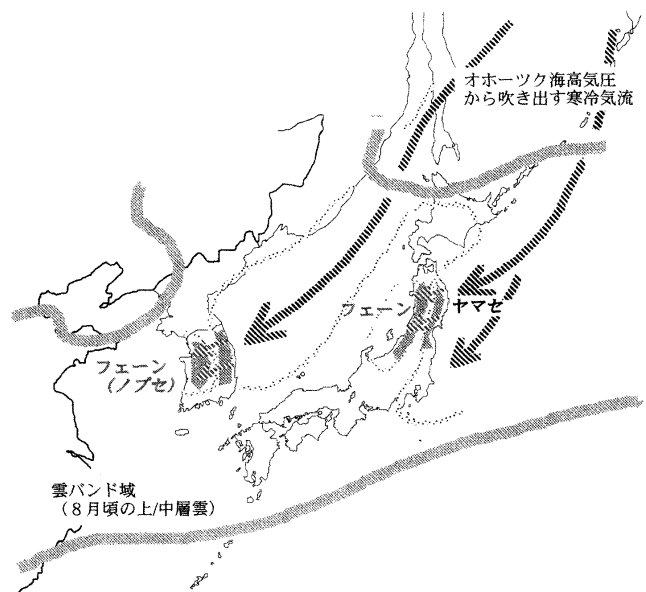 オホーツク海高気圧
から吹き出す寒冷気流
フェーン
ヤマセ
フェーン
(ノプセ)
雲バンド域
(8月頃の上/中層雲)